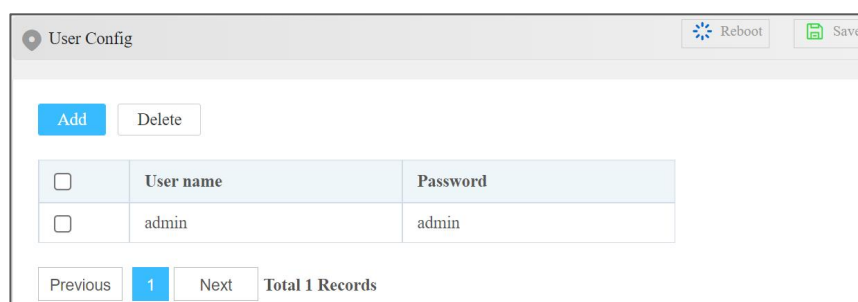 User Config Reboot Save
Add Delete
User name Password
admin admin
Previous 1 Next Total 1 Records